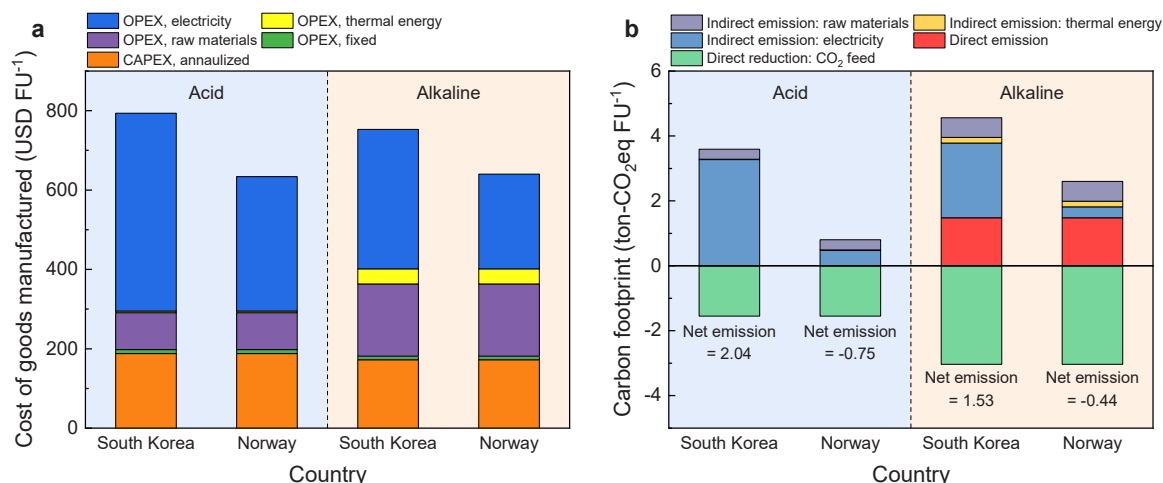 a
OPEX, electricity
OPEX, thermal energy
OPEX, raw materials
OPEX, fixed
CAPEX, annaulized
Cost of goods manufactured (USD FU⁻¹)
800
600
400
200
0
Acid
Alkaline
South Korea
Norway
South Korea
Norway
Country
b
Indirect emission: raw materials
Indirect emission: thermal energy
Indirect emission: electricity
Direct emission
Direct reduction: CO₂ feed
Carbon footprint (ton-CO₂eq FU⁻¹)
6
4
2
0
-2
-4
Acid
Alkaline
Net emission
= 2.04
Net emission
= -0.75
Net emission
= 1.53
Net emission
= -0.44
South Korea
Norway
South Korea
Norway
Country